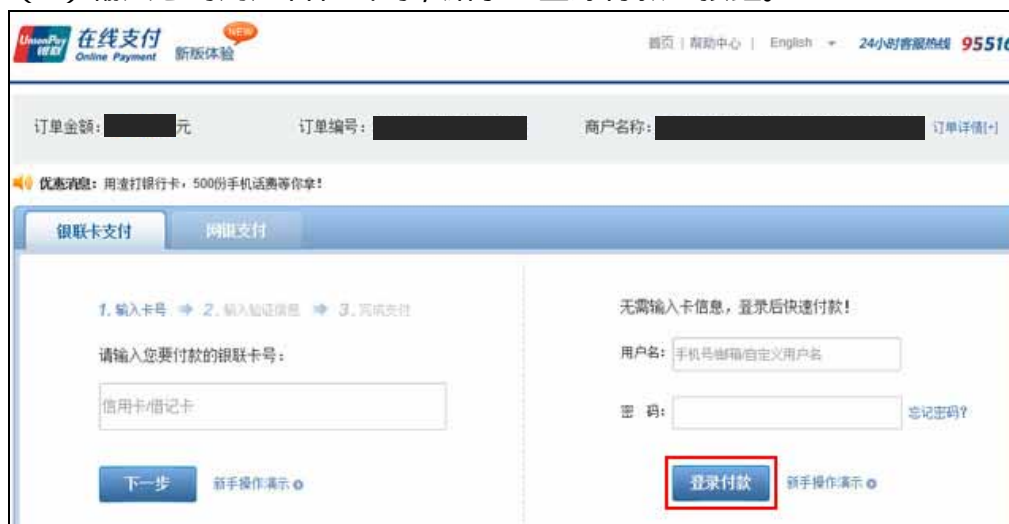 UnionPay 银联 在线支付 Online Payment 新版体验 NEW 首页 | 帮助中心 | English 24小时客服热线 95516
订单金额: 元 订单编号: 商户名称: 订单详情[+]
优惠消息: 用渣打银行卡,500份手机话费等你拿!
银联卡支付 网银支付
1. 输入卡号 2. 输入验证信息 3. 完成支付
请输入您要付款的银联卡号:
信用卡/借记卡
下一步 新手操作演示
无需输入卡信息,登录后快速付款!
用户名: 手机号/邮箱/自定义用户名
密 码: 忘记密码?
登录付款 新手操作演示